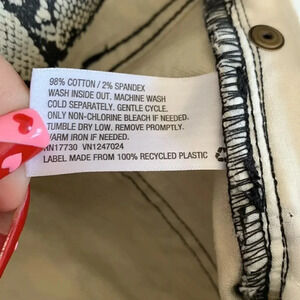 98% COTTON / 2% SPANDEX
WASH INSIDE OUT. MACHINE WASH
COLD SEPARATELY. GENTLE CYCLE.
ONLY NON-CHLORINE BLEACH IF NEEDED.
TUMBLE DRY LOW. REMOVE PROMPTLY.
WARM IRON IF NEEDED.
RN17730 VN1247024
LABEL MADE FROM 100% RECYCLED PLASTIC